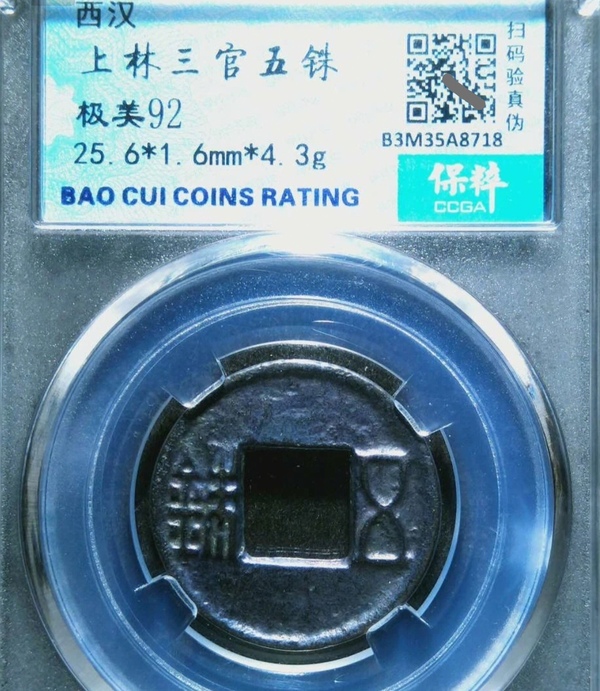 西汉
上林三官五铢
极美92
25.6*1.6mm*4.3g
BAO CUI COINS RATING
扫码验真伪
B3M35A8718
保粹
CCGA
五銖